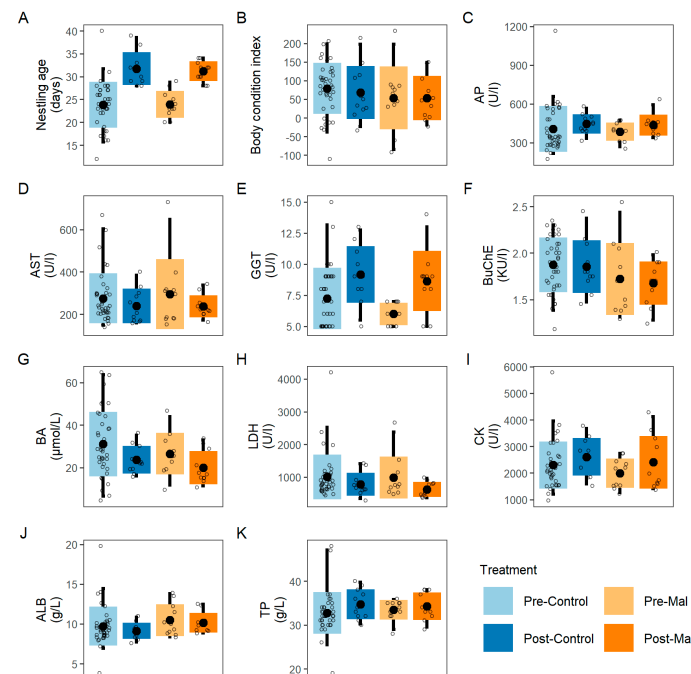 A
Nestling age
(days)
40
35
30
25
20
15
B
Body condition index
200
150
100
50
0
-50
-100
C
AP
(U/l)
1200
900
600
300
D
AST
(U/l)
600
400
200
E
GGT
(U/l)
15.0
12.5
10.0
7.5
5.0
F
BuChE
(KU/l)
2.5
2.0
1.5
G
BA
(μmol/L)
60
40
20
H
LDH
(U/l)
4000
3000
2000
1000
I
CK
(U/l)
6000
5000
4000
3000
2000
1000
J
ALB
(g/L)
20
15
10
5
K
TP
(g/L)
40
30
20
Treatment
Pre-Control
Pre-Mal
Post-Control
Post-Ma